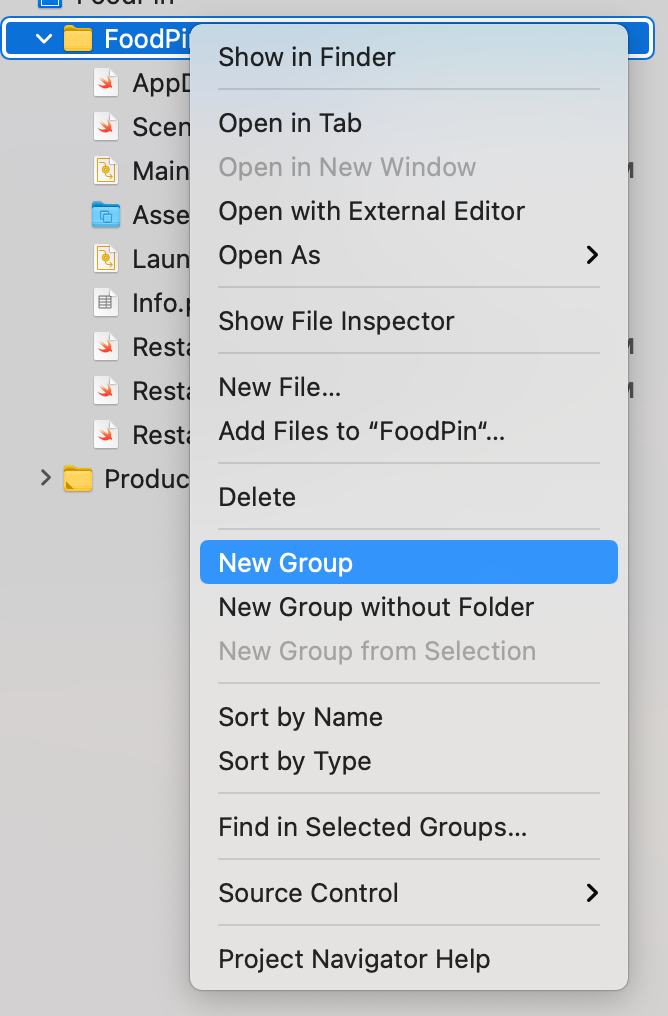 FoodPin
FoodPi
Show in Finder
AppD
Open in Tab
Scen
Open in New Window
Main
Open with External Editor
Asse
Open As
Laun
Info.p
Show File Inspector
Resta
New File...
Resta
Add Files to “FoodPin“...
Resta
Produc
Delete
New Group
New Group without Folder
New Group from Selection
Sort by Name
Sort by Type
Find in Selected Groups...
Source Control
Project Navigator Help